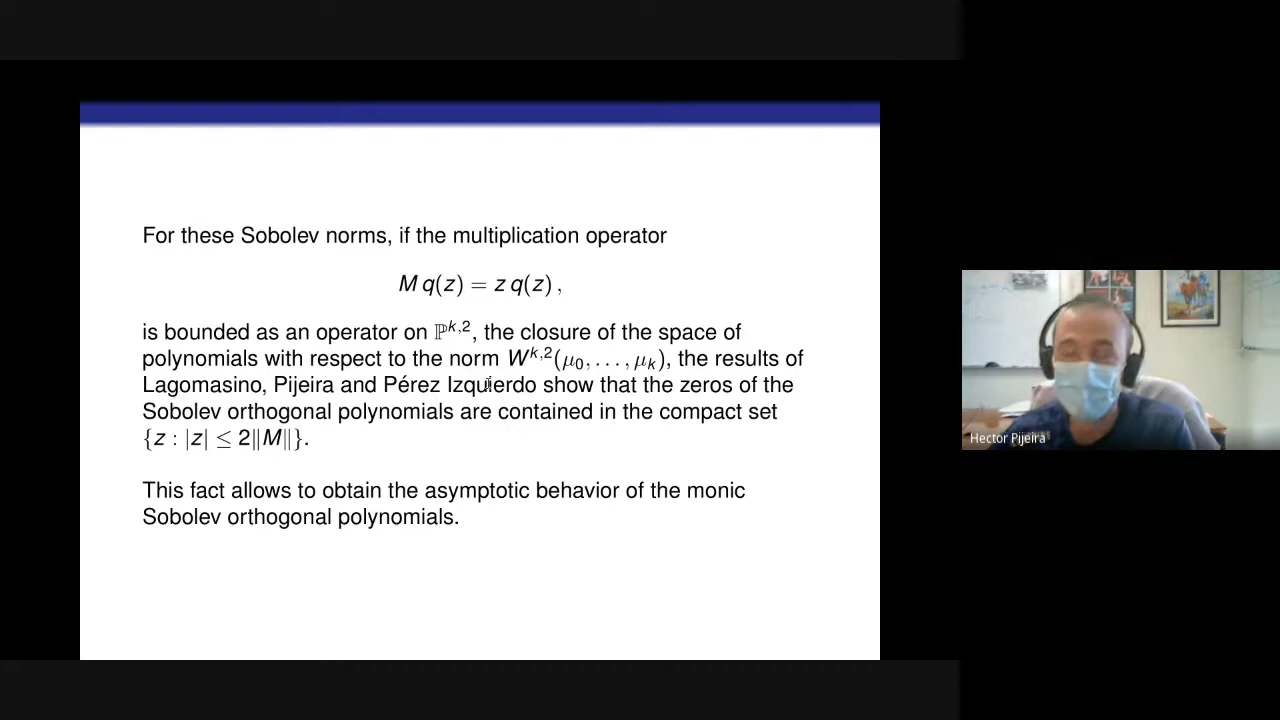 For these Sobolev norms, if the multiplication operator
M q(z) = z q(z) ,
is bounded as an operator on ℙ^{k,2}, the closure of the space of
polynomials with respect to the norm W^{k,2}(μ_0, . . . , μ_k), the results of
Lagomasino, Pijeira and Pérez Izquierdo show that the zeros of the
Sobolev orthogonal polynomials are contained in the compact set
{z : |z| ≤ 2‖M‖}.
This fact allows to obtain the asymptotic behavior of the monic
Sobolev orthogonal polynomials.
Hector Pijeira